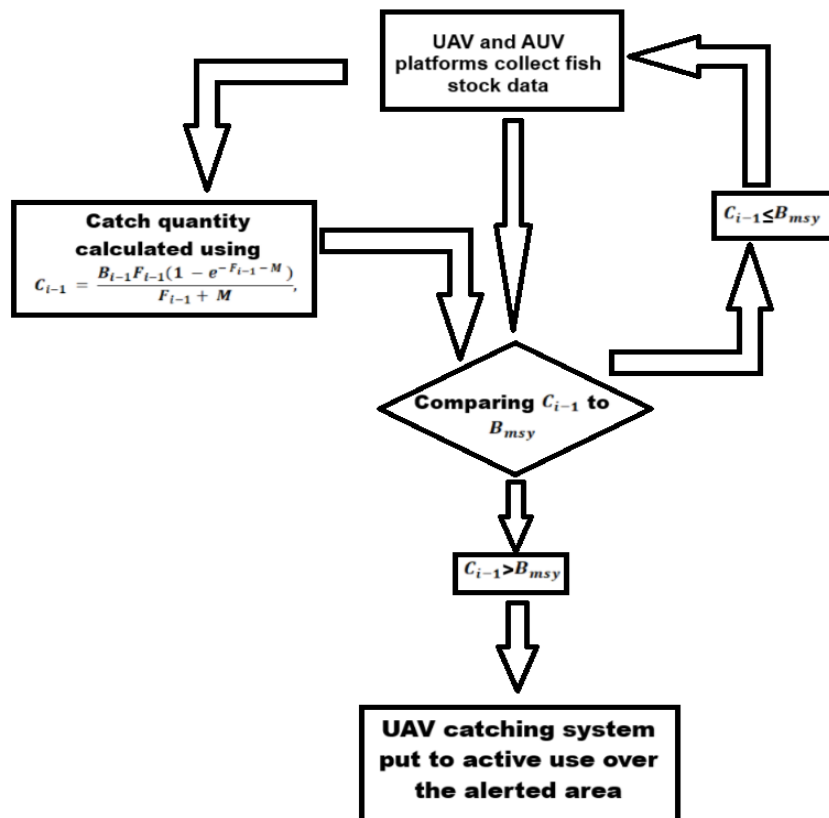 UAV and AUV
platforms collect fish
stock data
Catch quantity
calculated using
C_{i-1} = \frac{B_{i-1}F_{i-1}(1 - e^{-F_{i-1}-M})}{F_{i-1} + M},
C_{i-1}≤B_{msy}
Comparing C_{i-1} to
B_{msy}
C_{i-1}>B_{msy}
UAV catching system
put to active use over
the alerted area